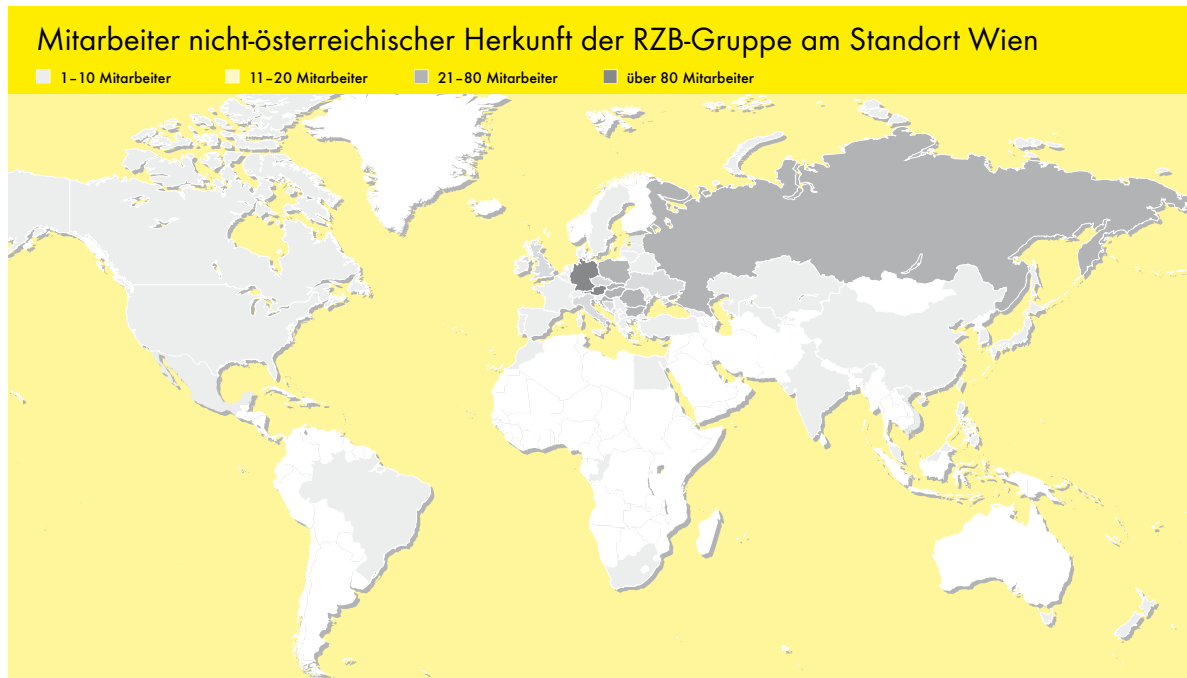 Mitarbeiter nicht-österreichischer Herkunft der RZB-Gruppe am Standort Wien
1–10 Mitarbeiter 11–20 Mitarbeiter 21–80 Mitarbeiter über 80 Mitarbeiter